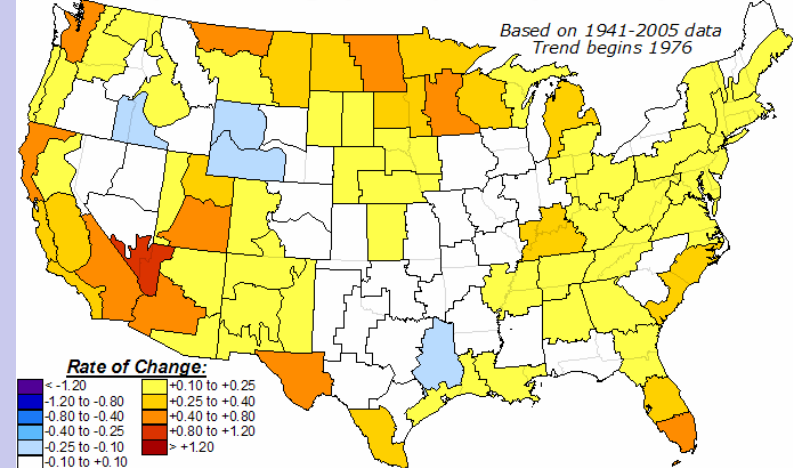 Based on 1941-2005 data
Trend begins 1976
Rate of Change:
< -1.20
-1.20 to -0.80
-0.80 to -0.40
-0.40 to -0.25
-0.25 to -0.10
-0.10 to +0.10
+0.10 to +0.25
+0.25 to +0.40
+0.40 to +0.80
+0.80 to +1.20
> +1.20